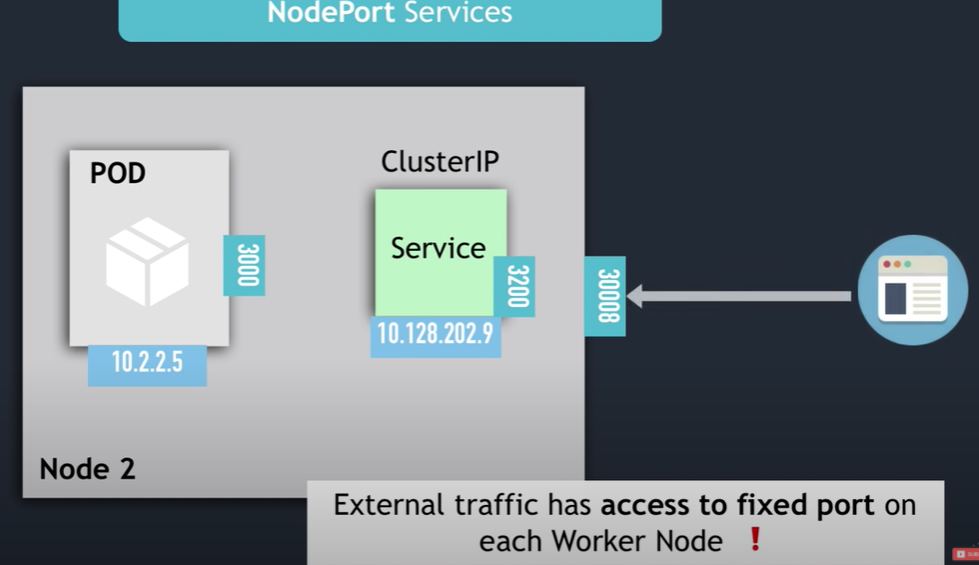 NodePort Services
POD
ClusterIP
Service
3000
3200
30008
10.128.202.9
10.2.2.5
Node 2
External traffic has access to fixed port on
each Worker Node !